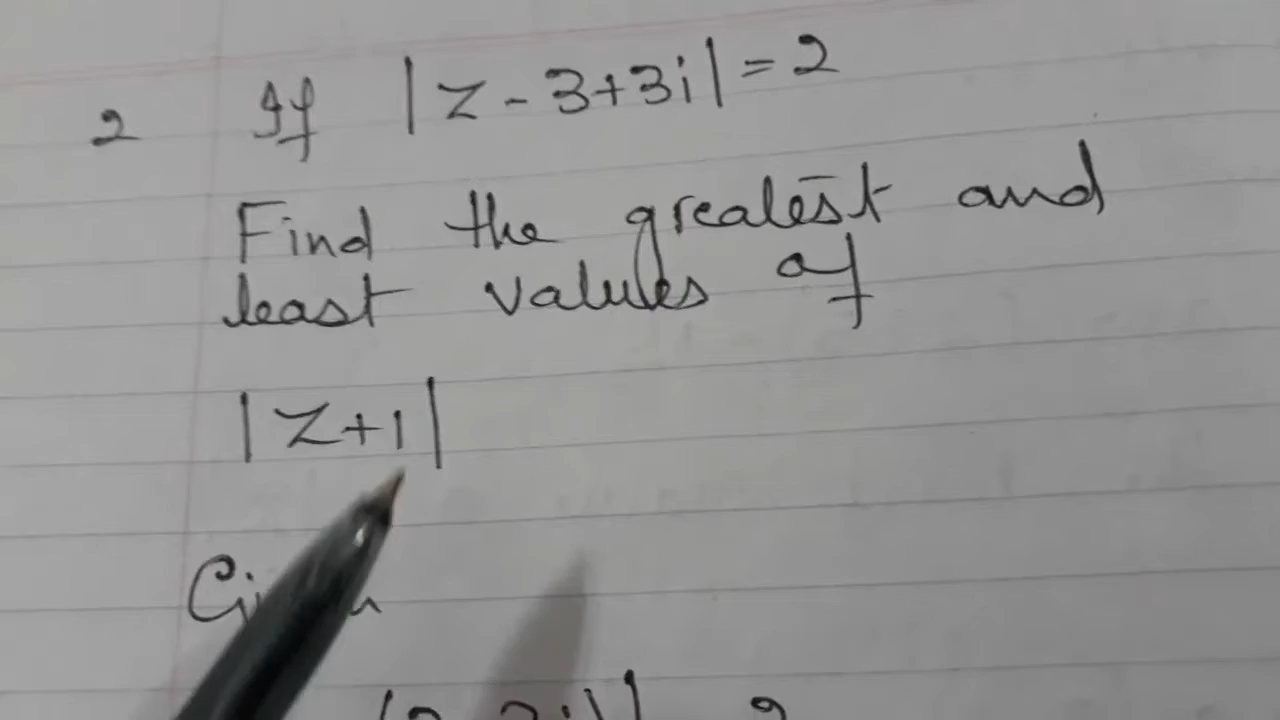 2 If |z - 3+3i| = 2
Find the greatest and
least values of
|z+1|